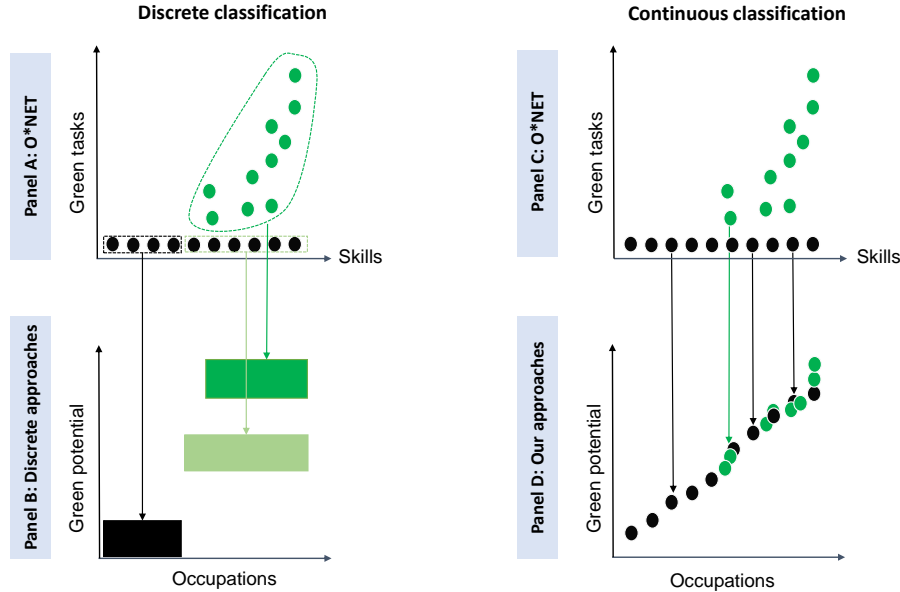 Discrete classification
Continuous classification
Panel A: O*NET
Green tasks
Skills
Panel C: O*NET
Green tasks
Skills
Panel B: Discrete approaches
Green potential
Occupations
Panel D: Our approaches
Green potential
Occupations